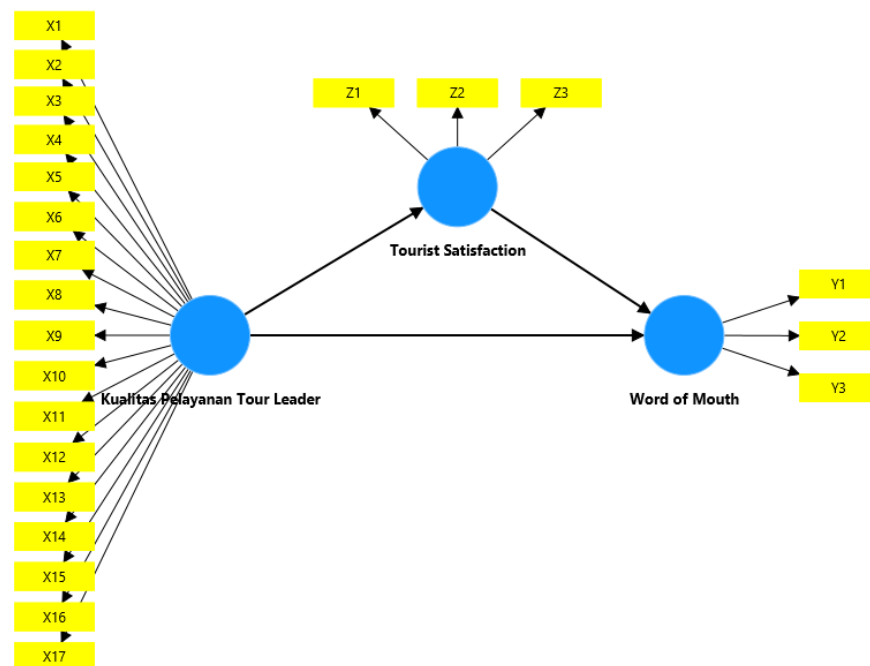 X1
X2
X3
X4
X5
X6
X7
X8
X9
X10
X11
X12
X13
X14
X15
X16
X17
Kualitas Pelayanan Tour Leader
Z1
Z2
Z3
Tourist Satisfaction
Word of Mouth
Y1
Y2
Y3